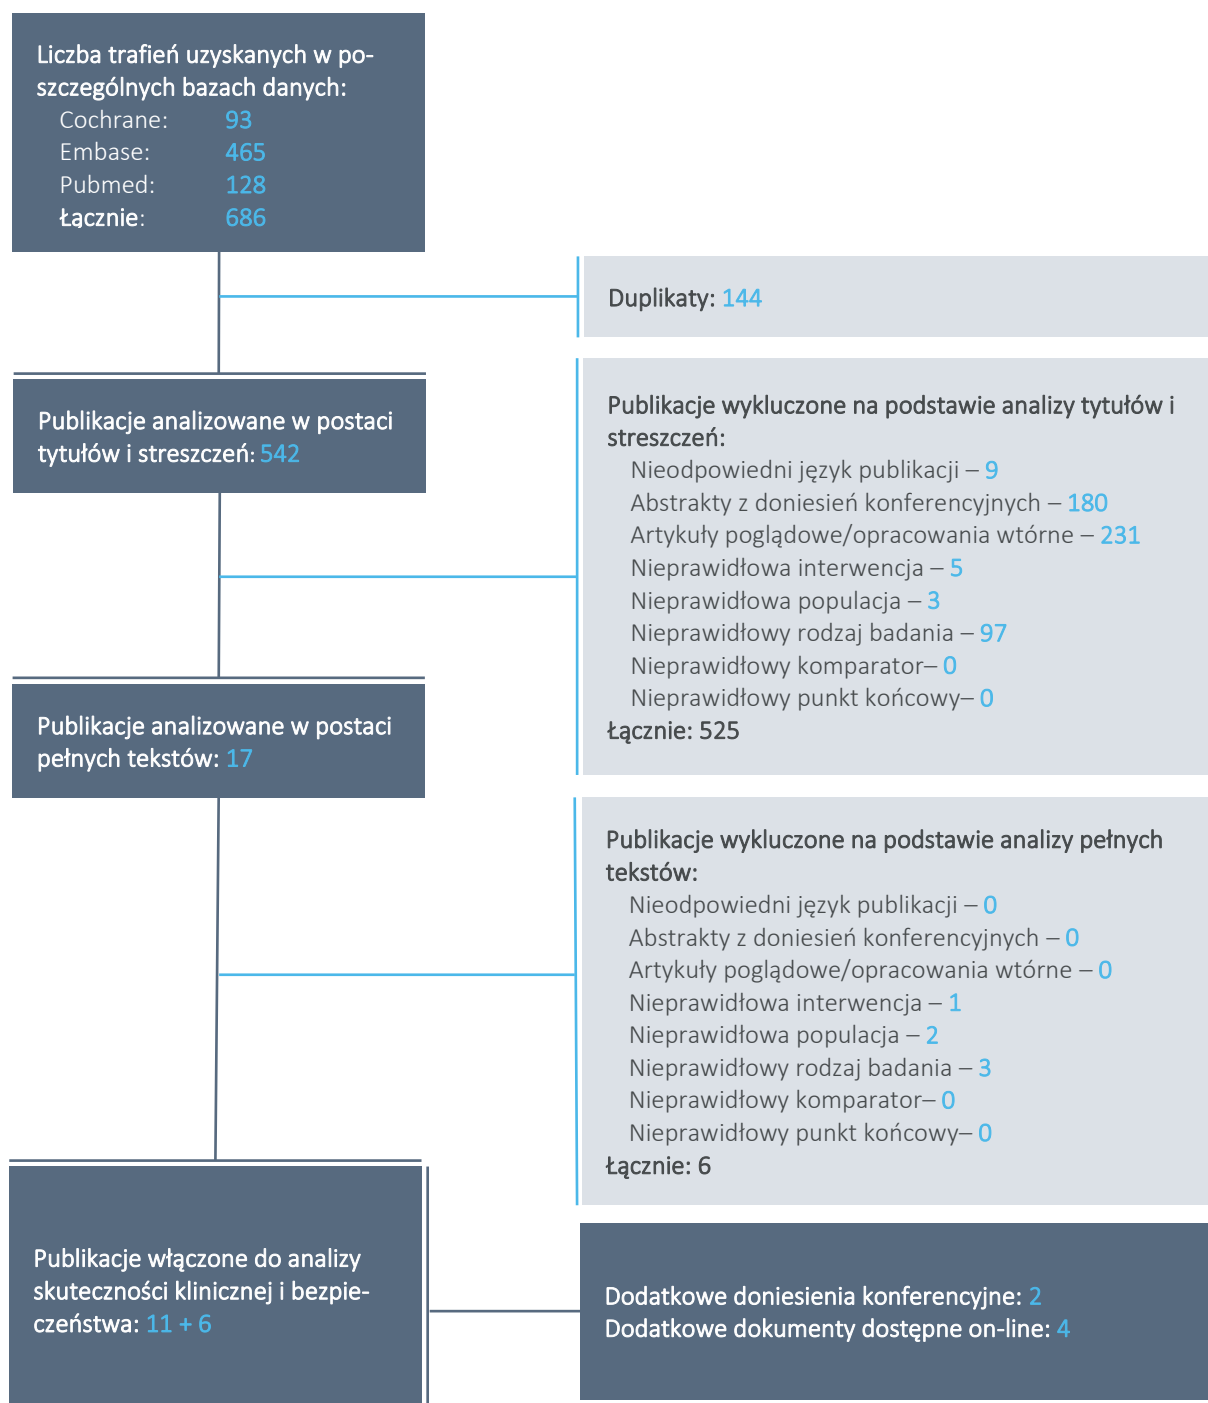 Liczba trafień uzyskanych w po-
szczególnych bazach danych:
Cochrane: 93
Embase: 465
Pubmed: 128
Łącznie: 686
Duplikaty: 144
Publikacje analizowane w postaci
tytułów i streszczeń: 542
Publikacje wykluczone na podstawie analizy tytułów i
streszczeń:
Nieodpowiedni język publikacji – 9
Abstrakty z doniesień konferencyjnych – 180
Artykuły poglądowe/opracowania wtórne – 231
Nieprawidłowa interwencja – 5
Nieprawidłowa populacja – 3
Nieprawidłowy rodzaj badania – 97
Nieprawidłowy komparator– 0
Nieprawidłowy punkt końcowy– 0
Łącznie: 525
Publikacje analizowane w postaci
pełnych tekstów: 17
Publikacje wykluczone na podstawie analizy pełnych
tekstów:
Nieodpowiedni język publikacji – 0
Abstrakty z doniesień konferencyjnych – 0
Artykuły poglądowe/opracowania wtórne – 0
Nieprawidłowa interwencja – 1
Nieprawidłowa populacja – 2
Nieprawidłowy rodzaj badania – 3
Nieprawidłowy komparator– 0
Nieprawidłowy punkt końcowy– 0
Łącznie: 6
Publikacje włączone do analizy
skuteczności klinicznej i bezpie-
czeństwa: 11 + 6
Dodatkowe doniesienia konferencyjne: 2
Dodatkowe dokumenty dostępne on-line: 4